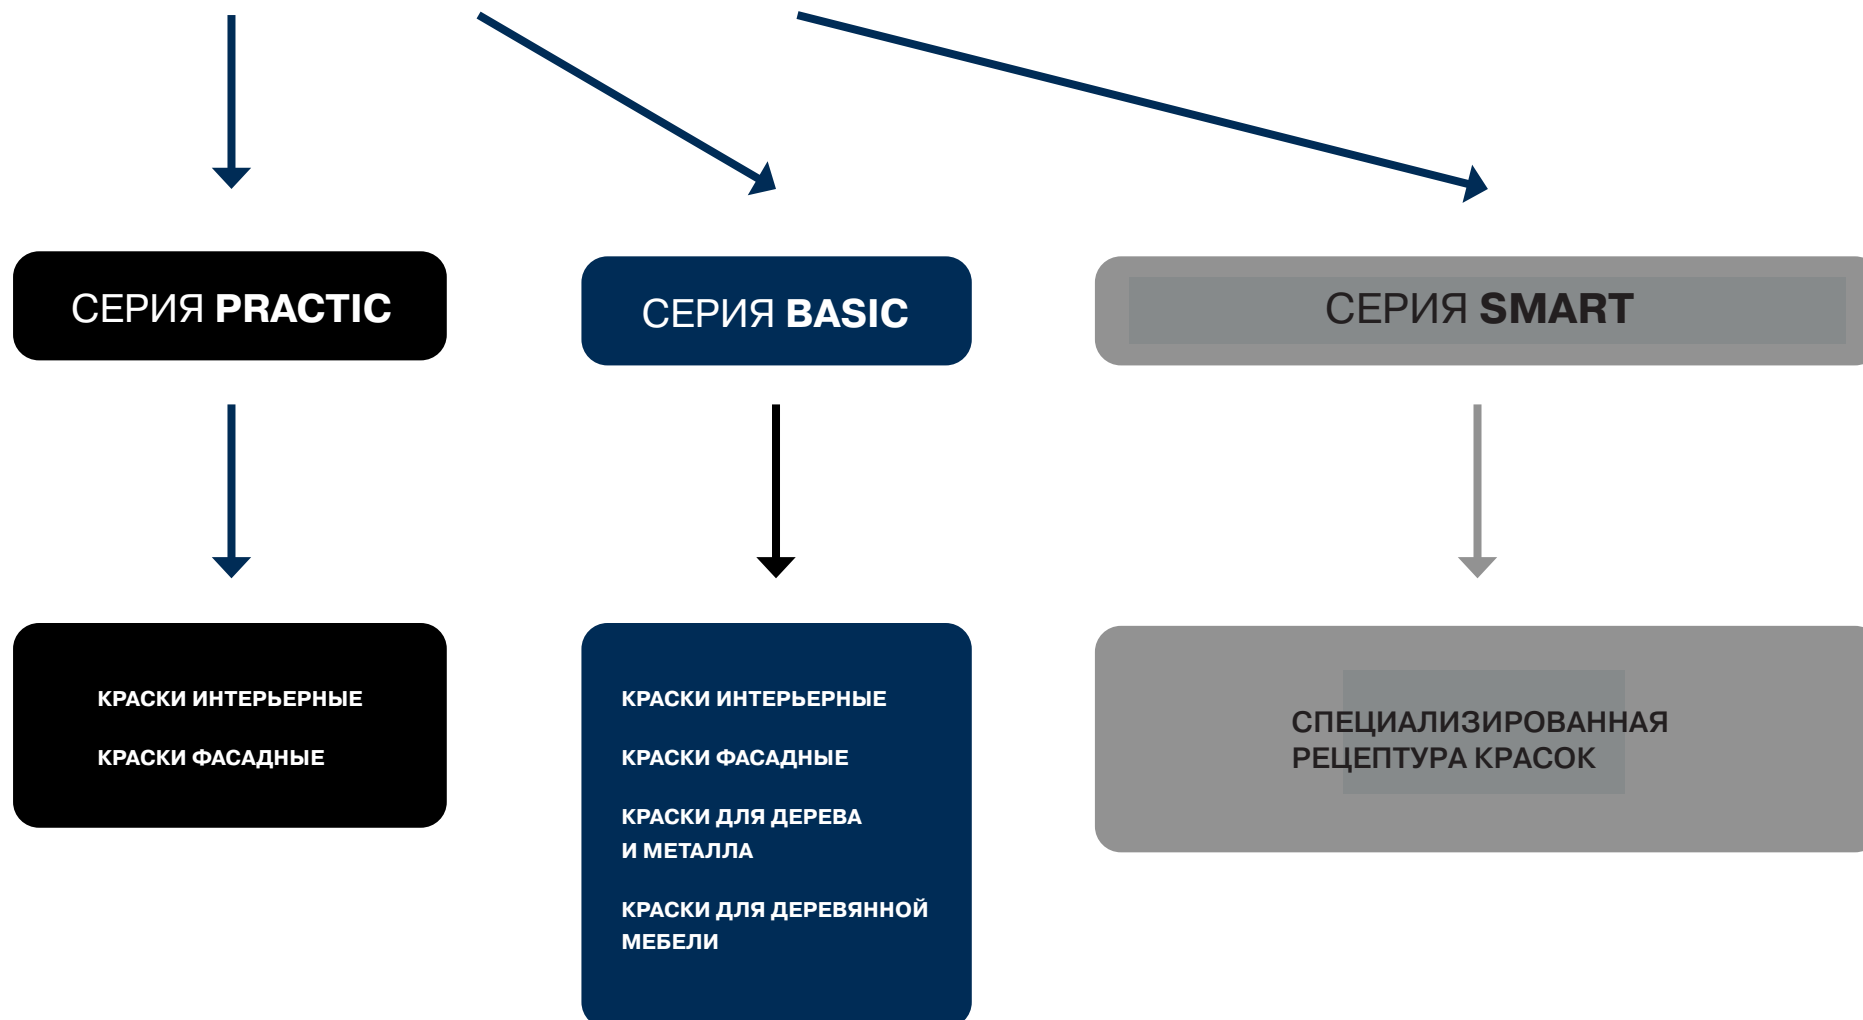 СЕРИЯ PRACTIC
СЕРИЯ BASIC
СЕРИЯ SMART
КРАСКИ ИНТЕРЬЕРНЫЕ
КРАСКИ ФАСАДНЫЕ
КРАСКИ ИНТЕРЬЕРНЫЕ
КРАСКИ ФАСАДНЫЕ
КРАСКИ ДЛЯ ДЕРЕВА
И МЕТАЛЛА
КРАСКИ ДЛЯ ДЕРЕВЯННОЙ
МЕБЕЛИ
СПЕЦИАЛИЗИРОВАННАЯ
РЕЦЕПТУРА КРАСОК